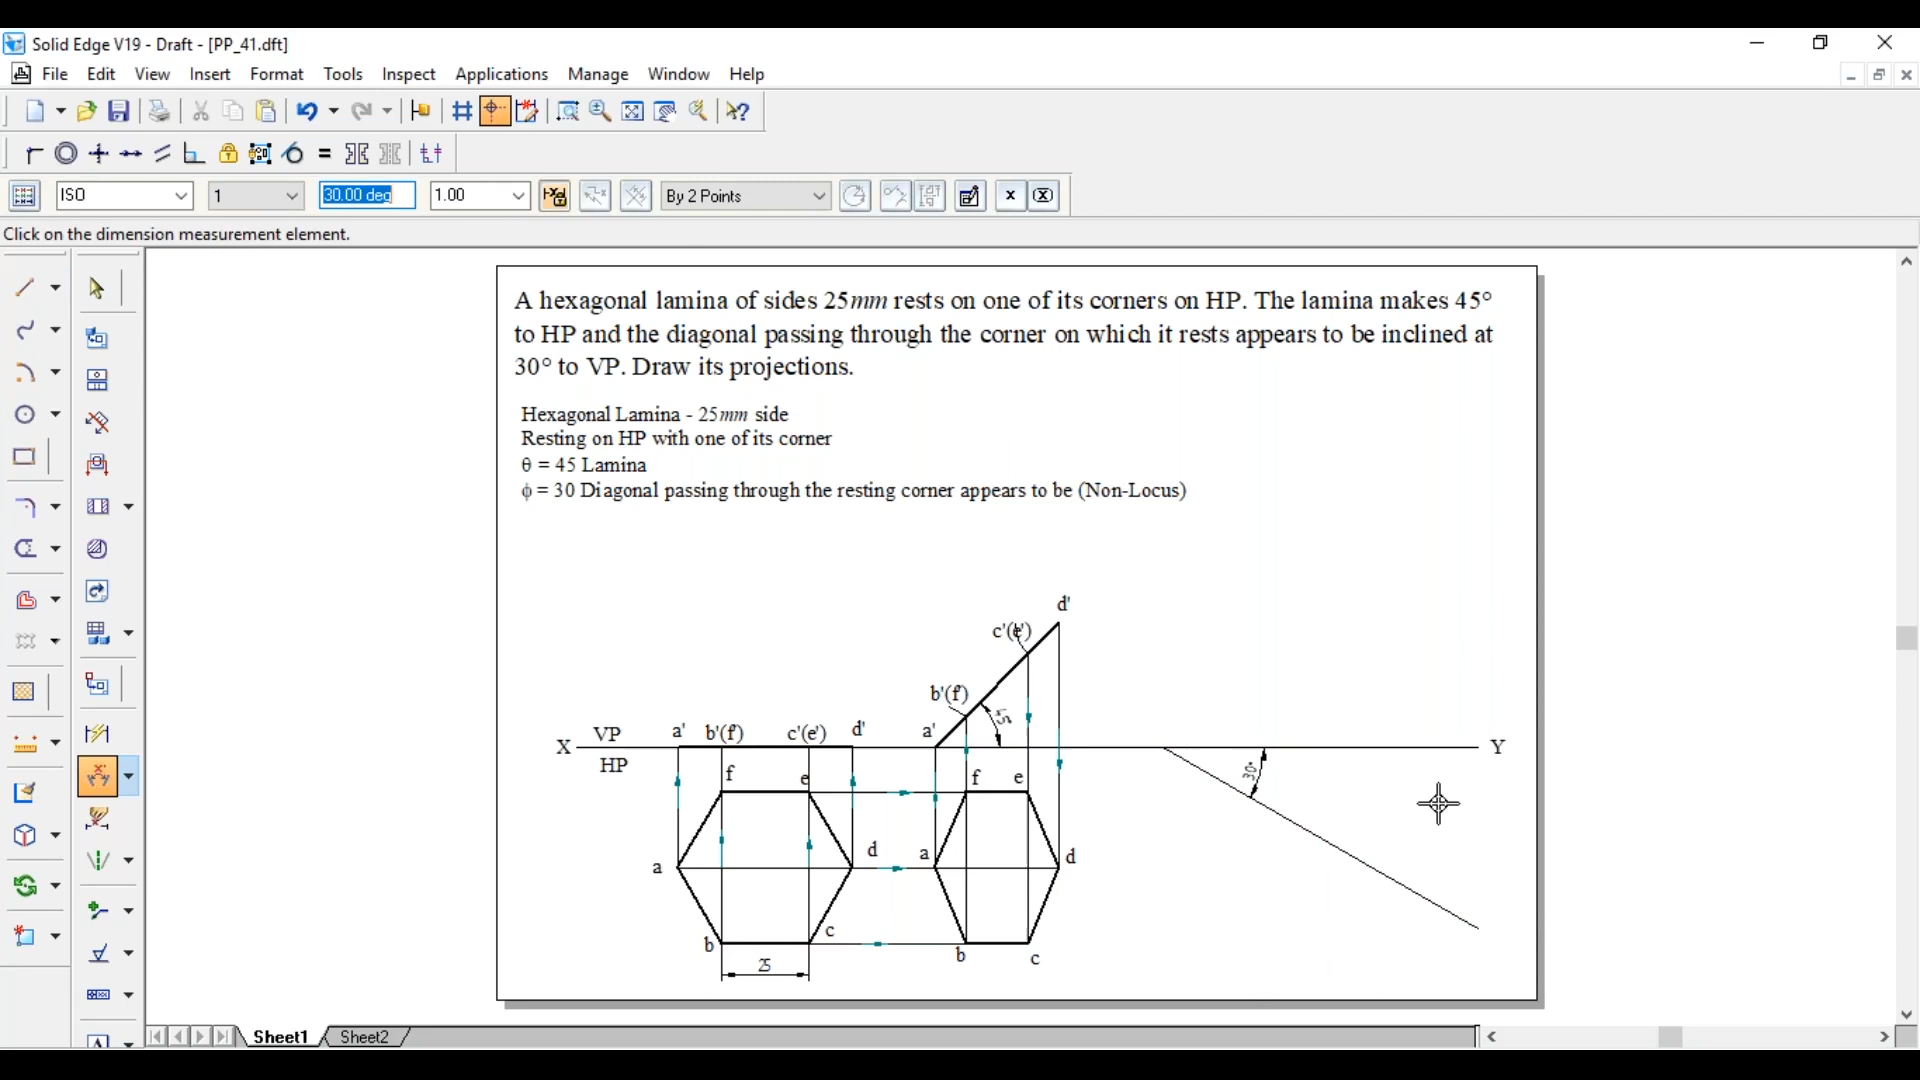 Solid Edge V19 - Draft - [PP_41.dft]
File Edit View Insert Format Tools Inspect Applications Manage Window Help
ISO 1 30.00 deg 1.00 By 2 Points
Click on the dimension measurement element.
A hexagonal lamina of sides 25mm rests on one of its corners on HP. The lamina makes 45°
to HP and the diagonal passing through the corner on which it rests appears to be inclined at
30° to VP. Draw its projections.
Hexagonal Lamina - 25mm side
Resting on HP with one of its corner
θ = 45 Lamina
ϕ = 30 Diagonal passing through the resting corner appears to be (Non-Locus)
d'
c'(e')
b'(f')
45°
X VP a' b'(f') c'(e') d' a' Y
HP
f e f e 30°
a d a d
b c b c
25
Sheet1 Sheet2